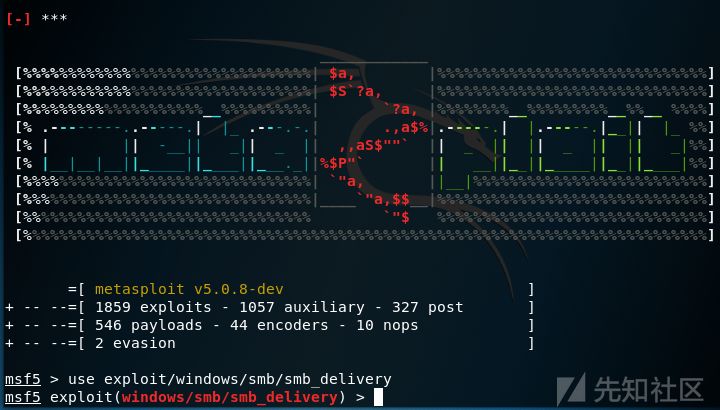 [-] ***
=[ metasploit v5.0.8-dev ]
+ -- --=[ 1859 exploits - 1057 auxiliary - 327 post ]
+ -- --=[ 546 payloads - 44 encoders - 10 nops ]
+ -- --=[ 2 evasion ]
msf5 > use exploit/windows/smb/smb_delivery
msf5 exploit(windows/smb/smb_delivery) >
先知社区